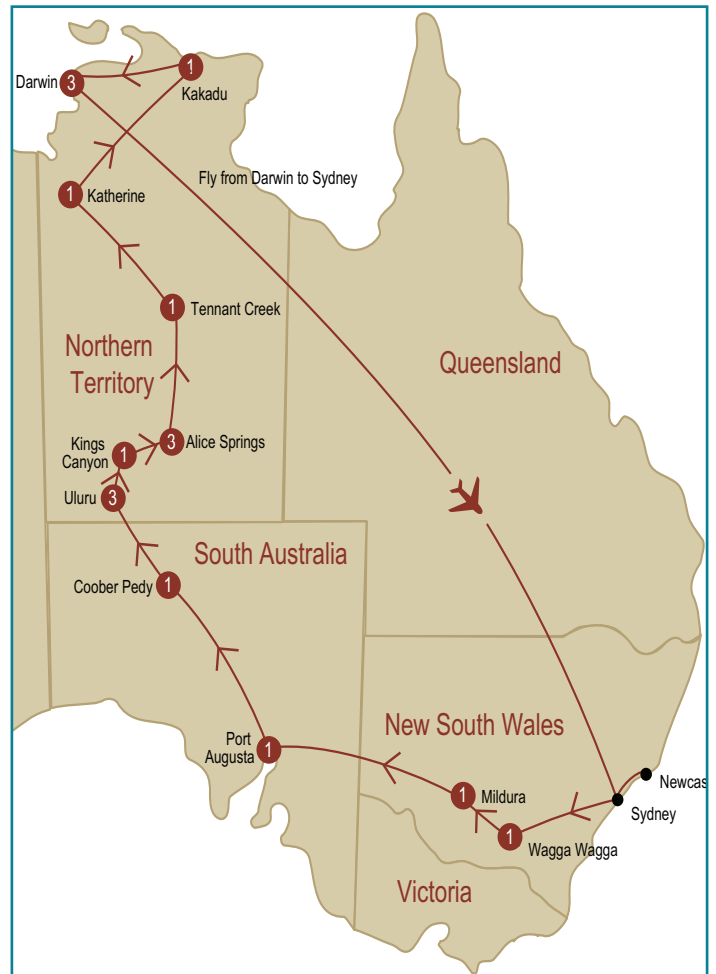 1
Darwin
3
Kakadu
Fly from Darwin to Sydney
1
Katherine
1
Tennant Creek
Northern
Territory
Queensland
Kings
Canyon
1
3
Alice Springs
Uluru
3
South Australia
Coober Pedy
1
New South Wales
Port
Augusta
1
Newcas
1
Mildura
Sydney
1
Wagga Wagga
Victoria